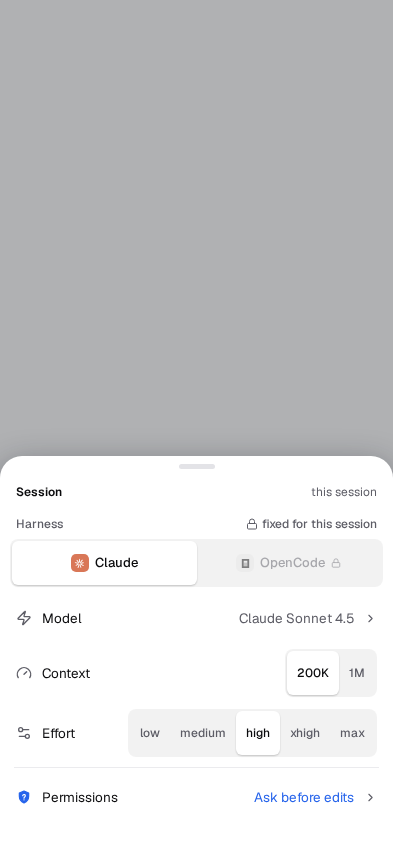 Session this session
Harness fixed for this session
Claude OpenCode
Model Claude Sonnet 4.5
Context 200K 1M
Effort low medium high xhigh max
Permissions Ask before edits